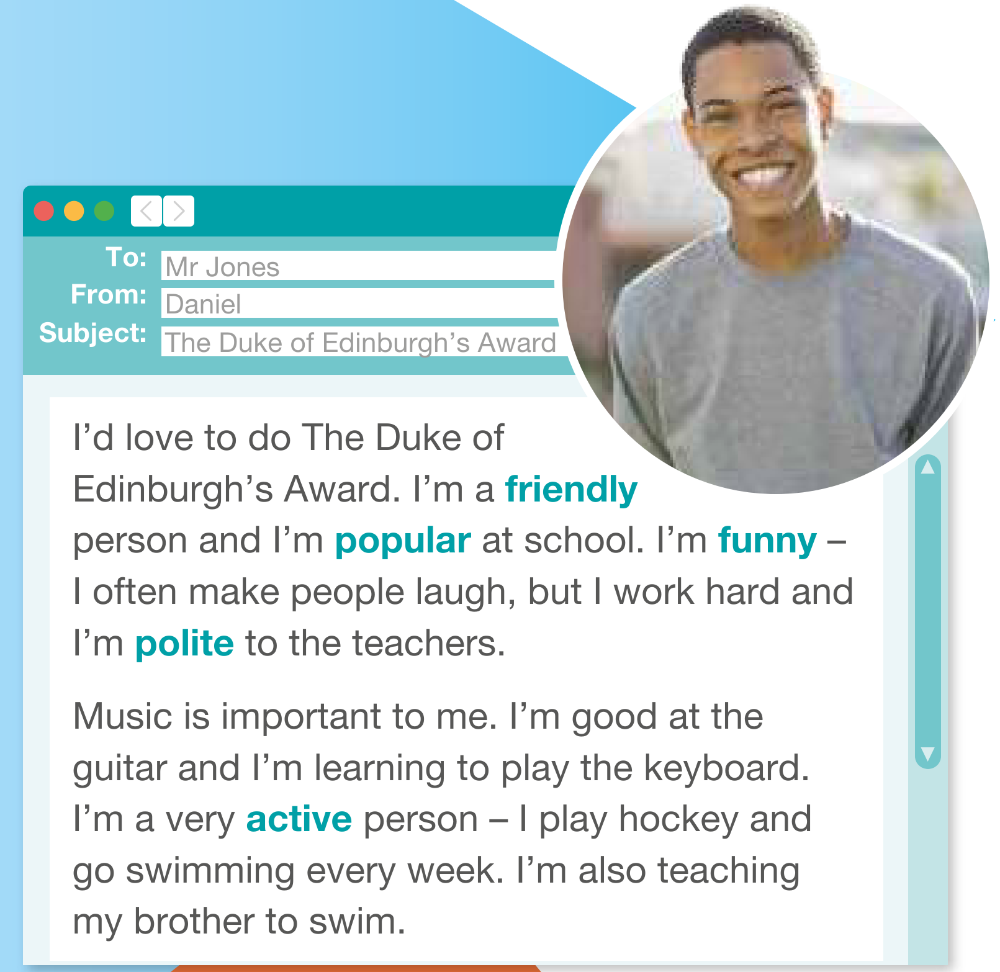 To: Mr Jones
From: Daniel
Subject: The Duke of Edinburgh’s Award
I’d love to do The Duke of
Edinburgh’s Award. I’m a friendly
person and I’m popular at school. I’m funny –
I often make people laugh, but I work hard and
I’m polite to the teachers.
Music is important to me. I’m good at the
guitar and I’m learning to play the keyboard.
I’m a very active person – I play hockey and
go swimming every week. I’m also teaching
my brother to swim.